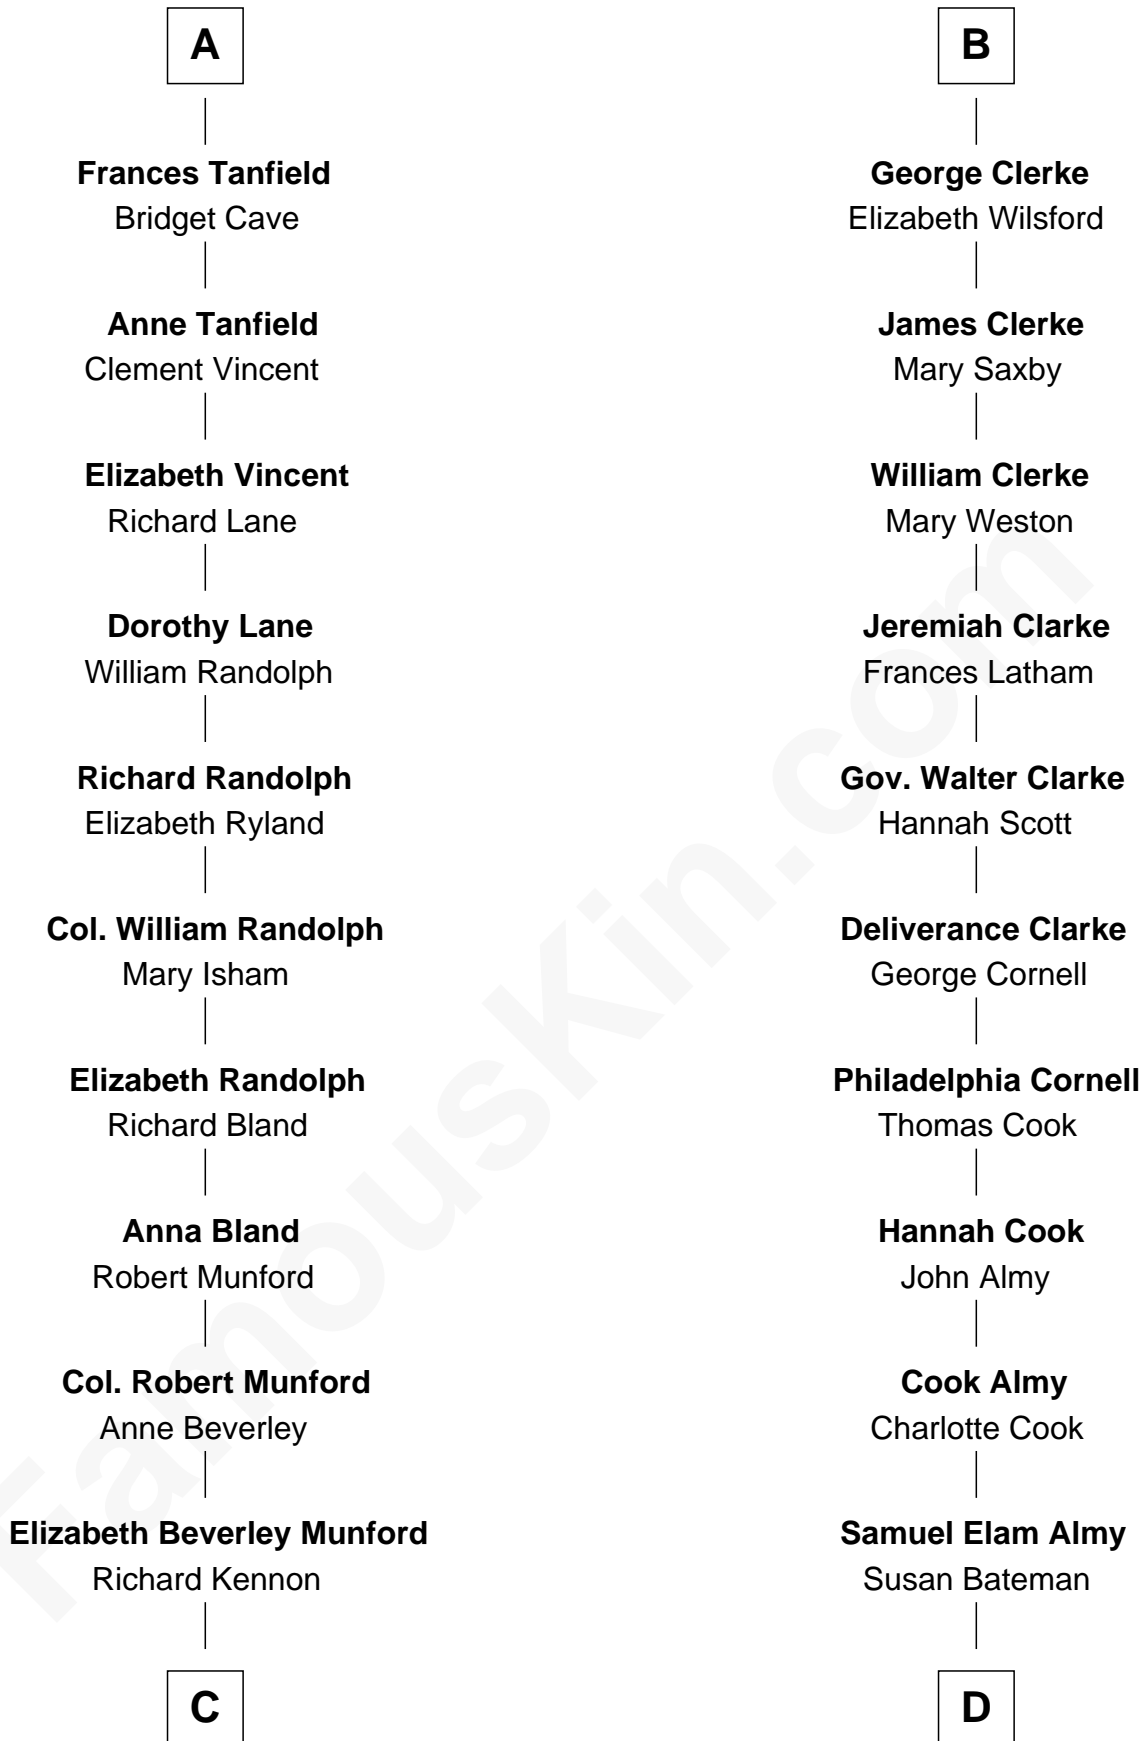 A
Frances Tanfield
Bridget Cave
Anne Tanfield
Clement Vincent
Elizabeth Vincent
Richard Lane
Dorothy Lane
William Randolph
Richard Randolph
Elizabeth Ryland
Col. William Randolph
Mary Isham
Elizabeth Randolph
Richard Bland
Anna Bland
Robert Munford
Col. Robert Munford
Anne Beverley
Elizabeth Beverley Munford
Richard Kennon
C
B
George Clerke
Elizabeth Wilsford
James Clerke
Mary Saxby
William Clerke
Mary Weston
Jeremiah Clarke
Frances Latham
Gov. Walter Clarke
Hannah Scott
Deliverance Clarke
George Cornell
Philadelphia Cornell
Thomas Cook
Hannah Cook
John Almy
Cook Almy
Charlotte Cook
Samuel Elam Almy
Susan Bateman
D
FamousKin.com